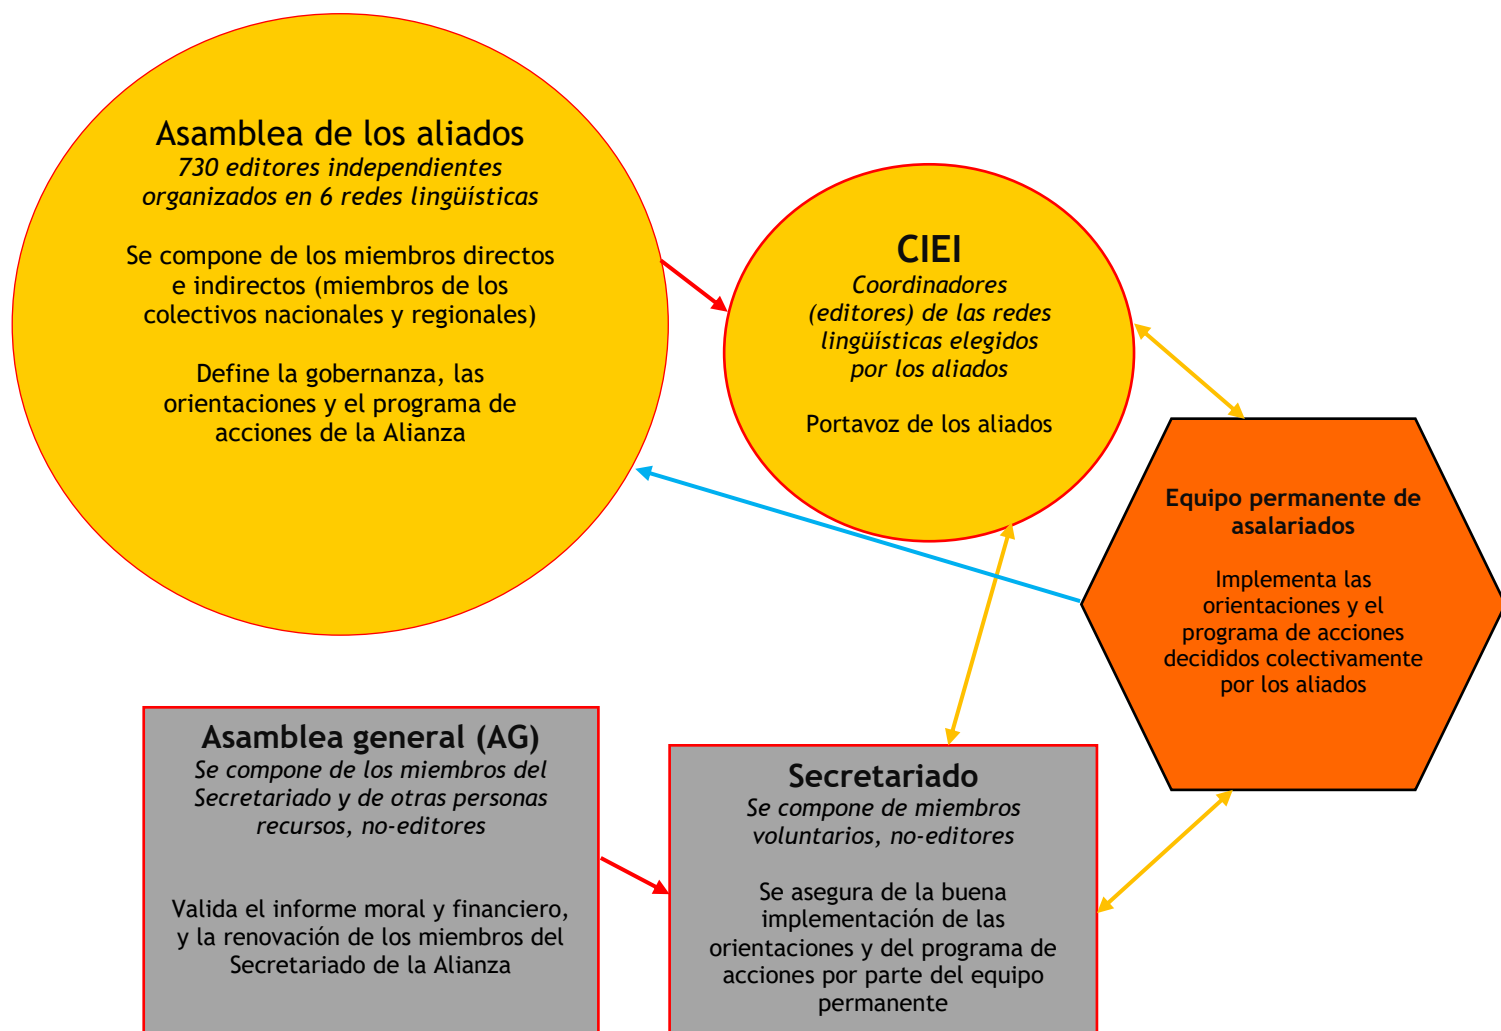 Asamblea de los aliados
730 editores independientes
organizados en 6 redes lingüísticas
Se compone de los miembros directos
e indirectos (miembros de los
colectivos nacionales y regionales)
Define la gobernanza, las
orientaciones y el programa de
acciones de la Alianza
CIEI
Coordinadores
(editores) de las redes
lingüísticas elegidos
por los aliados
Portavoz de los aliados
Equipo permanente de
asalariados
Implementa las
orientaciones y el
programa de acciones
decididos colectivamente
por los aliados
Asamblea general (AG)
Se compone de los miembros del
Secretariado y de otras personas
recursos, no-editores
Valida el informe moral y financiero,
y la renovación de los miembros del
Secretariado de la Alianza
Secretariado
Se compone de miembros
voluntarios, no-editores
Se asegura de la buena
implementación de las
orientaciones y del programa de
acciones por parte del equipo
permanente